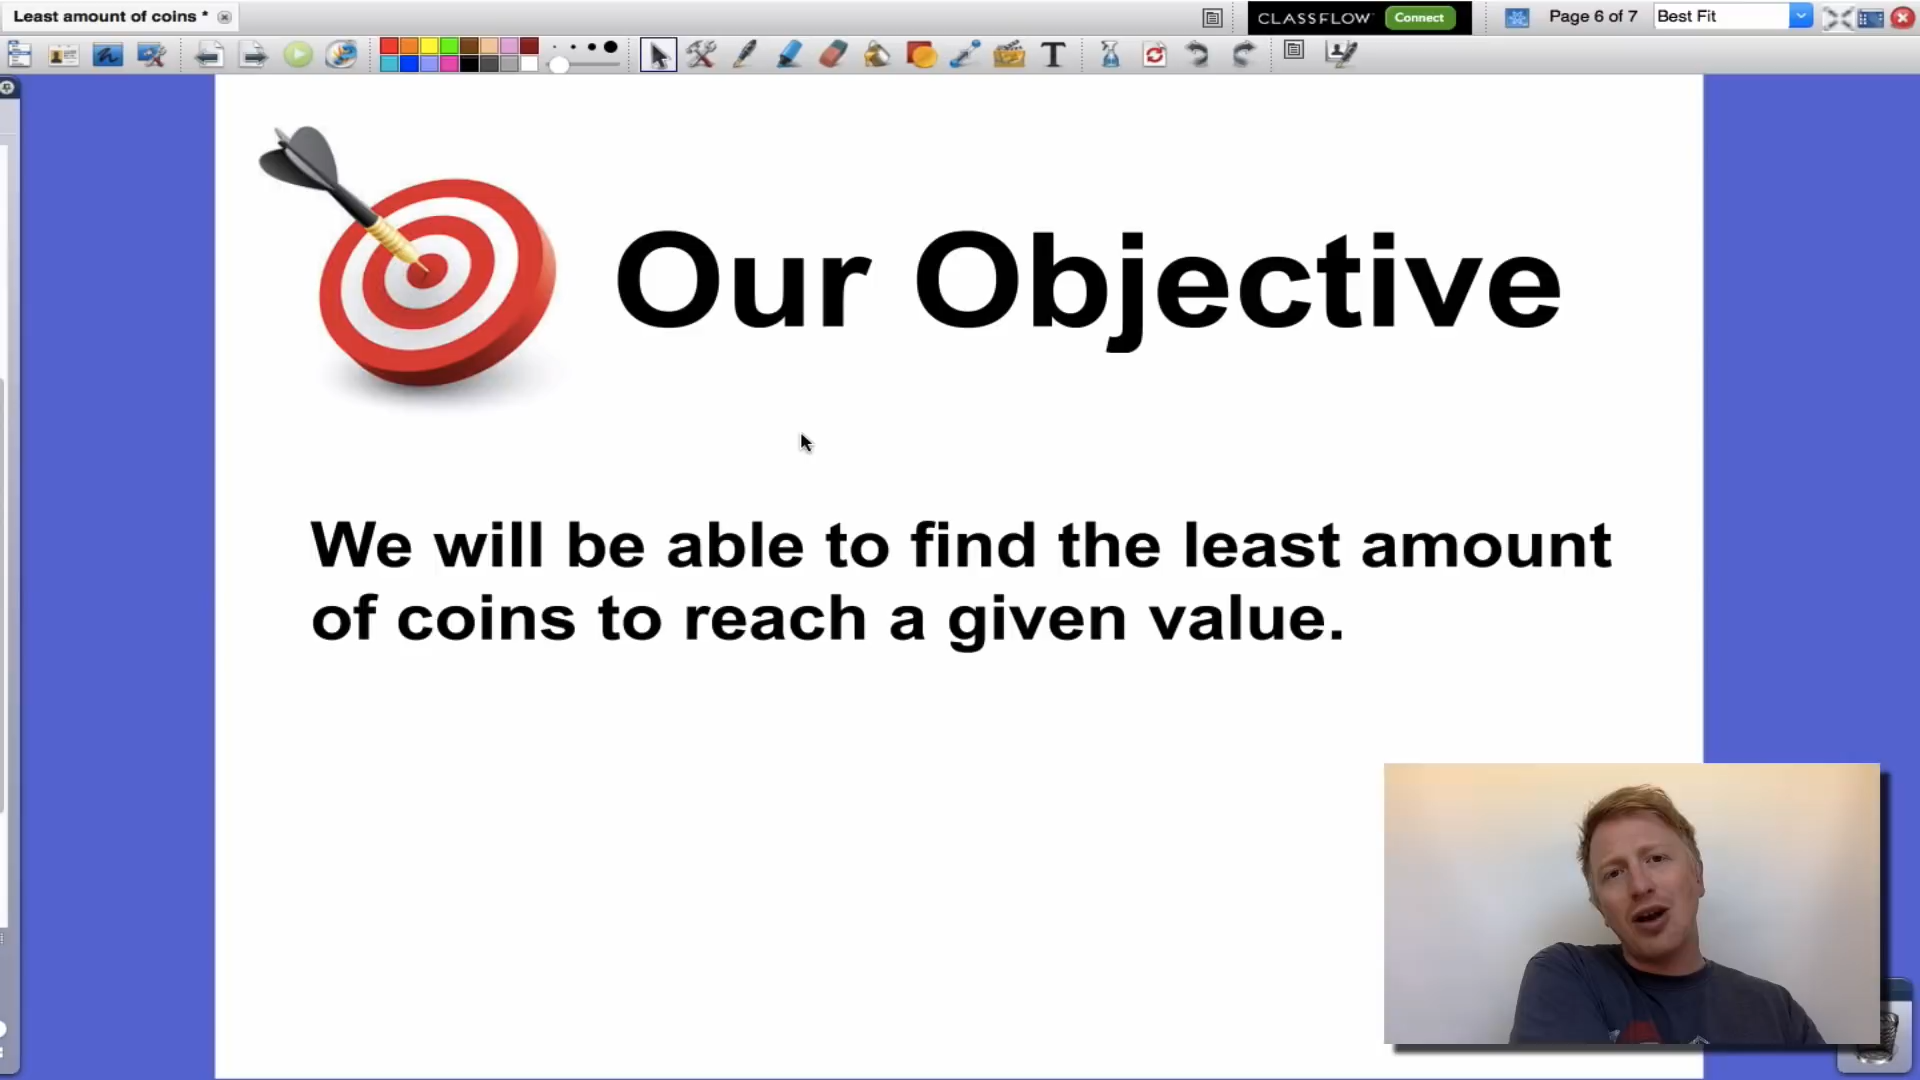 Least amount of coins *
CLASSFLOW
Connect
Page 6 of 7
Best Fit
T
Our Objective
We will be able to find the least amount
of coins to reach a given value.